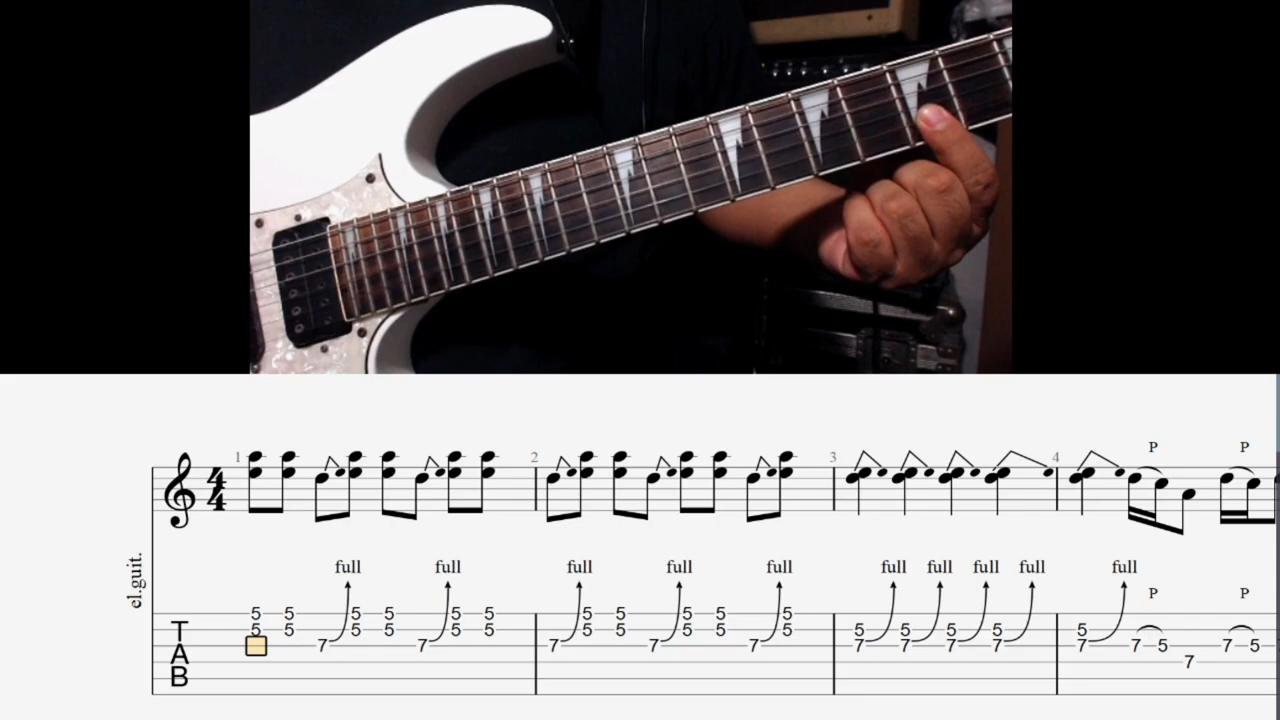 P P
1 2 3 4
4
4
full full full full full full full full full full
P P
el.guit.
5 5 5 5 5 5 5 5 5 5 5 5
T 5 5 5 5 5 5 5 5 5 5 5 5 5 5 5 5 5
A 7 7 7 7 7 7 7 7 7 7 7 5 7 5
7
B